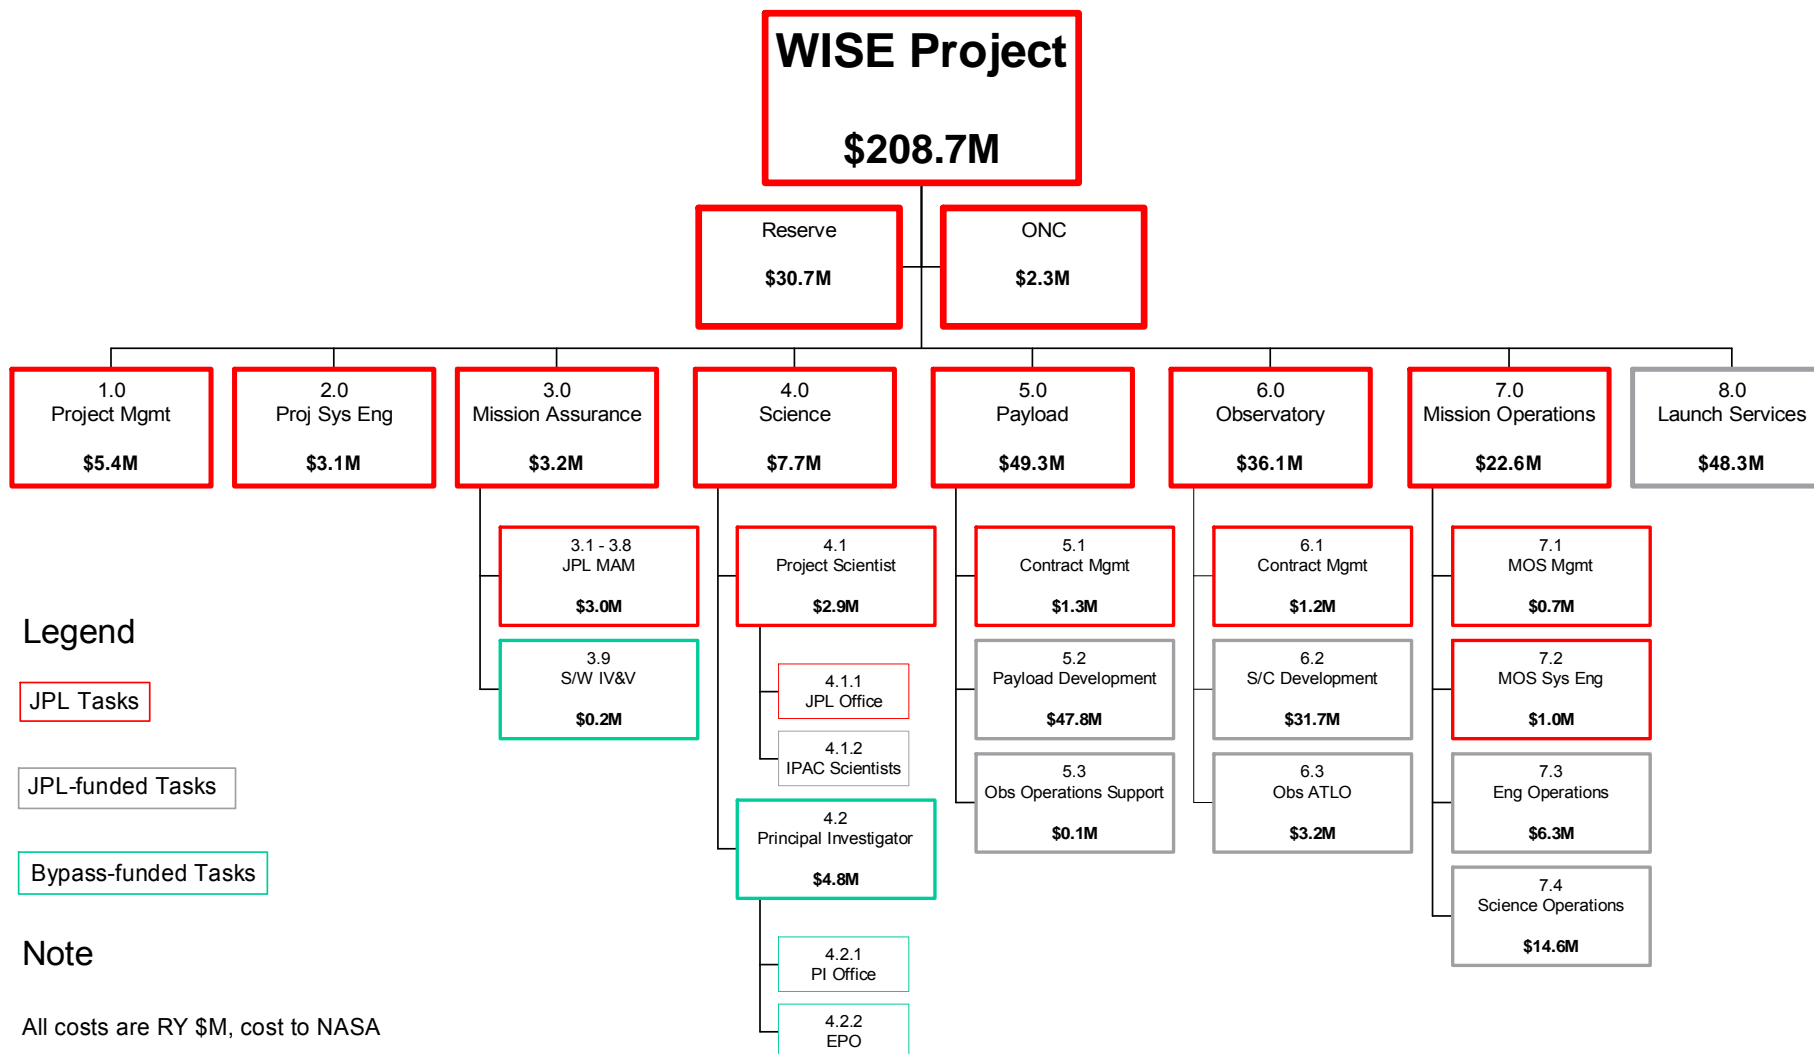 WISE Project
$208.7M
Reserve
$30.7M
ONC
$2.3M
1.0
Project Mgmt
$5.4M
2.0
Proj Sys Eng
$3.1M
3.0
Mission Assurance
$3.2M
4.0
Science
$7.7M
5.0
Payload
$49.3M
6.0
Observatory
$36.1M
7.0
Mission Operations
$22.6M
8.0
Launch Services
$48.3M
3.1 - 3.8
JPL MAM
$3.0M
3.9
S/W IV&V
$0.2M
4.1
Project Scientist
$2.9M
4.1.1
JPL Office
4.1.2
IPAC Scientists
4.2
Principal Investigator
$4.8M
4.2.1
PI Office
4.2.2
EPO
5.1
Contract Mgmt
$1.3M
5.2
Payload Development
$47.8M
5.3
Obs Operations Support
$0.1M
6.1
Contract Mgmt
$1.2M
6.2
S/C Development
$31.7M
6.3
Obs ATLO
$3.2M
7.1
MOS Mgmt
$0.7M
7.2
MOS Sys Eng
$1.0M
7.3
Eng Operations
$6.3M
7.4
Science Operations
$14.6M
Legend
JPL Tasks
JPL-funded Tasks
Bypass-funded Tasks
Note
All costs are RY $M, cost to NASA